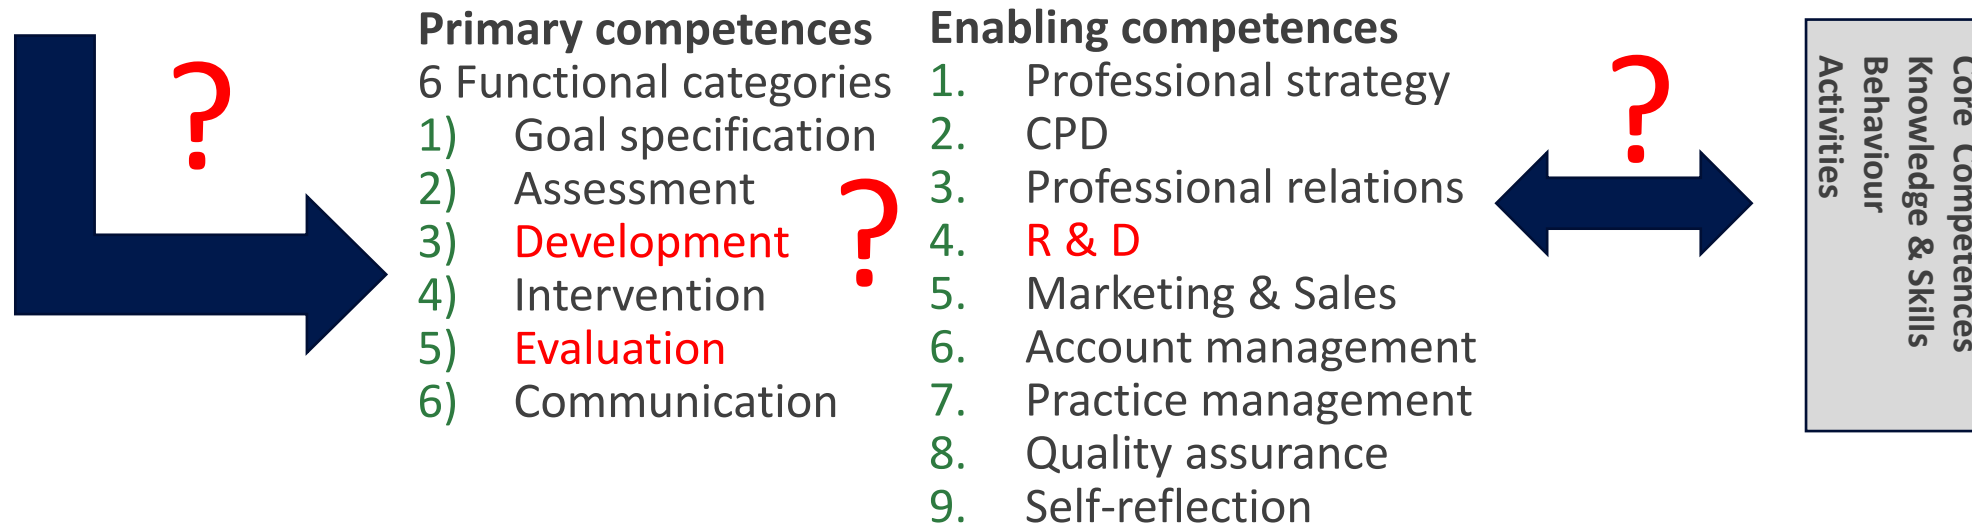 ?
Primary competences
6 Functional categories
1) Goal specification
2) Assessment
3) Development
4) Intervention
5) Evaluation
6) Communication
?
Enabling competences
1. Professional strategy
2. CPD
3. Professional relations
4. R & D
5. Marketing & Sales
6. Account management
7. Practice management
8. Quality assurance
9. Self-reflection
?
Core Competences
Knowledge & Skills
Behaviour
Activities